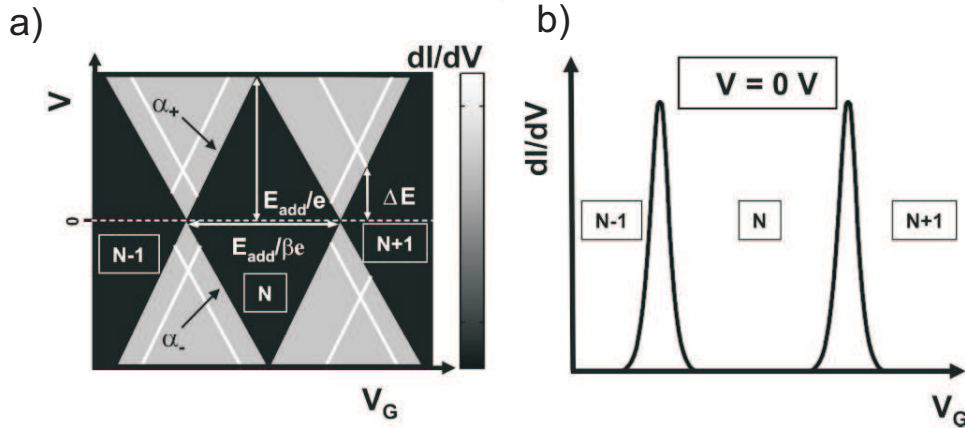 a)
dI/dV
V
α₊
E_add/e
ΔE
0
E_add/βe
N-1
N+1
N
α₋
V_G
b)
V = 0 V
dI/dV
N-1
N
N+1
V_G